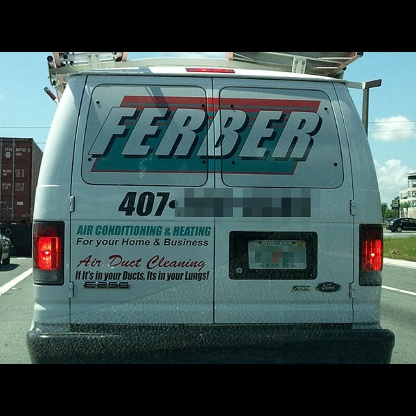 FERBER
407-
AIR CONDITIONING & HEATING
For your Home & Business
Air Duct Cleaning
If It's in your Ducts, Its in your Lungs!
E-250
Ford